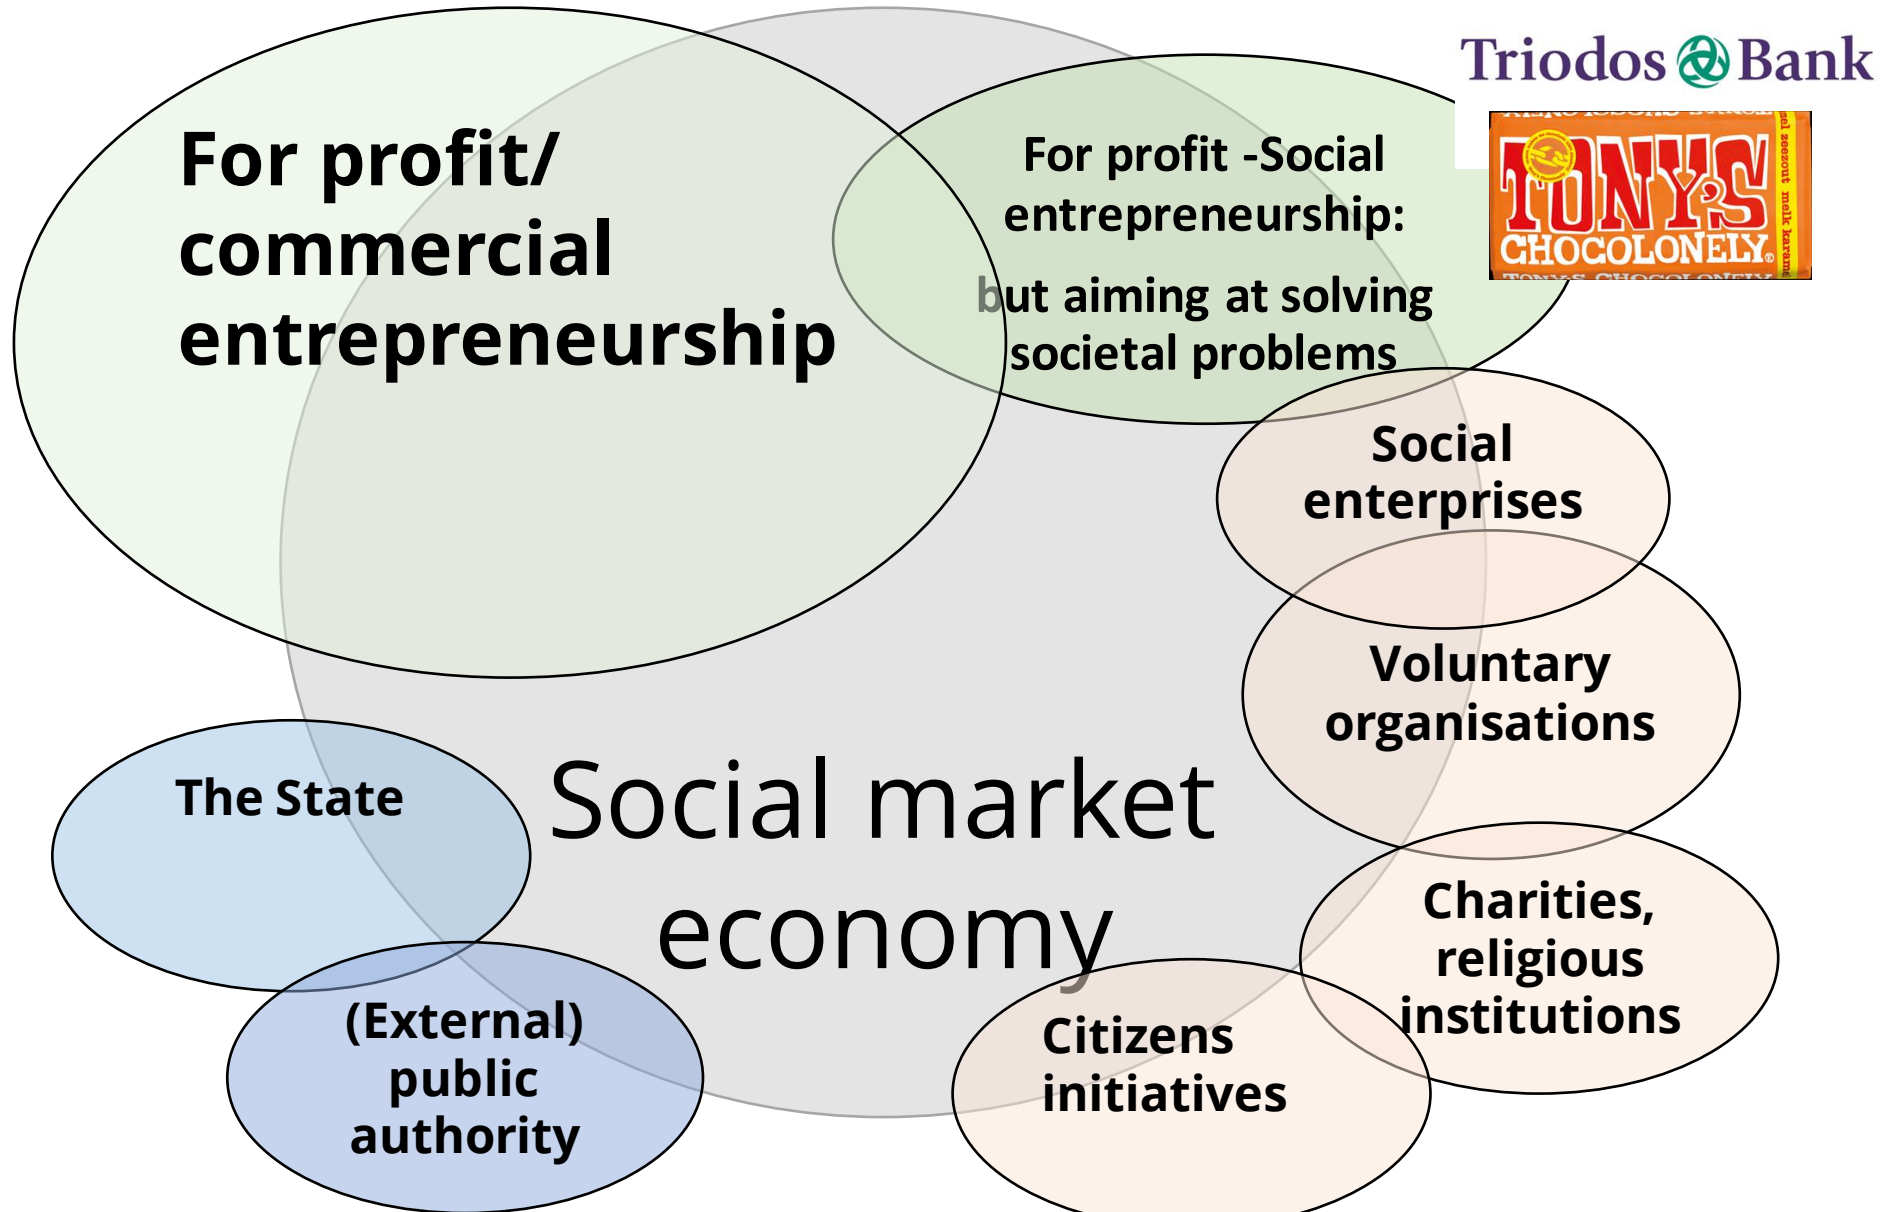 For profit/
commercial
entrepreneurship
For profit -Social
entrepreneurship:
but aiming at solving
societal problems
Triodos Bank
TONY'S
CHOCOLONELY®
Social
enterprises
Voluntary
organisations
Charities,
religious
institutions
Citizens
initiatives
Social market
economy
The State
(External)
public
authority